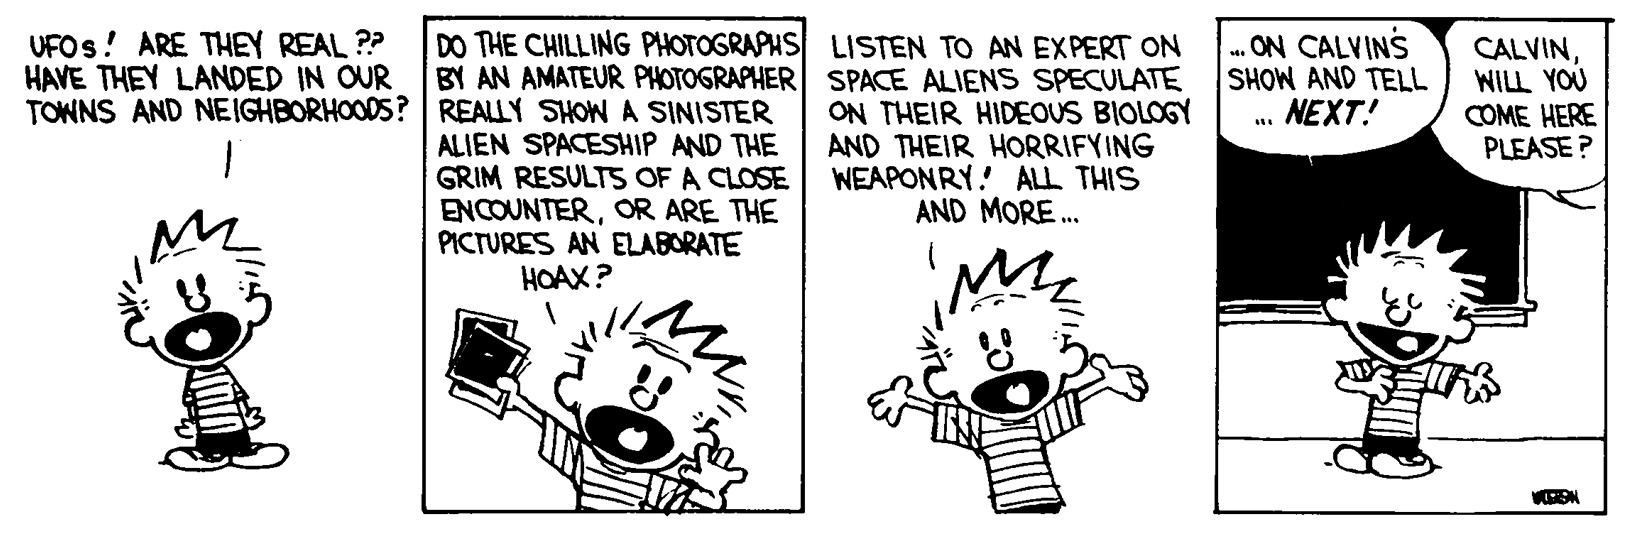 UFOs! ARE THEY REAL??
HAVE THEY LANDED IN OUR
TOWNS AND NEIGHBORHOODS?
DO THE CHILLING PHOTOGRAPHS
BY AN AMATEUR PHOTOGRAPHER
REALLY SHOW A SINISTER
ALIEN SPACESHIP AND THE
GRIM RESULTS OF A CLOSE
ENCOUNTER, OR ARE THE
PICTURES AN ELABORATE
HOAX?
LISTEN TO AN EXPERT ON
SPACE ALIENS SPECULATE
ON THEIR HIDEOUS BIOLOGY
AND THEIR HORRIFYING
WEAPONRY! ALL THIS
AND MORE...
...ON CALVIN'S
SHOW AND TELL
... NEXT!
CALVIN,
WILL YOU
COME HERE
PLEASE?